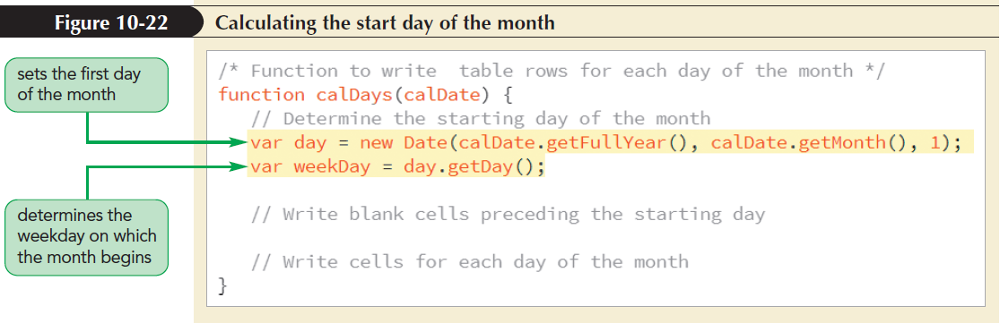 Figure 10-22
Calculating the start day of the month
sets the first day
of the month
determines the
weekday on which
the month begins
/* Function to write  table rows for each day of the month */
function calDays(calDate) {
   // Determine the starting day of the month
   var day = new Date(calDate.getFullYear(), calDate.getMonth(), 1);
   var weekDay = day.getDay();
   // Write blank cells preceding the starting day
   // Write cells for each day of the month
}